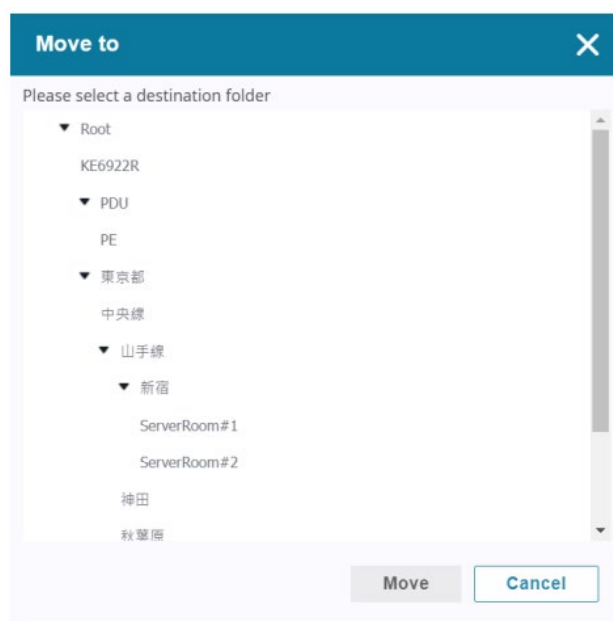 Move to
Please select a destination folder
Root
KE6922R
PDU
PE
東京都
中央線
山手線
新宿
ServerRoom#1
ServerRoom#2
神田
秋葉原
Move
Cancel